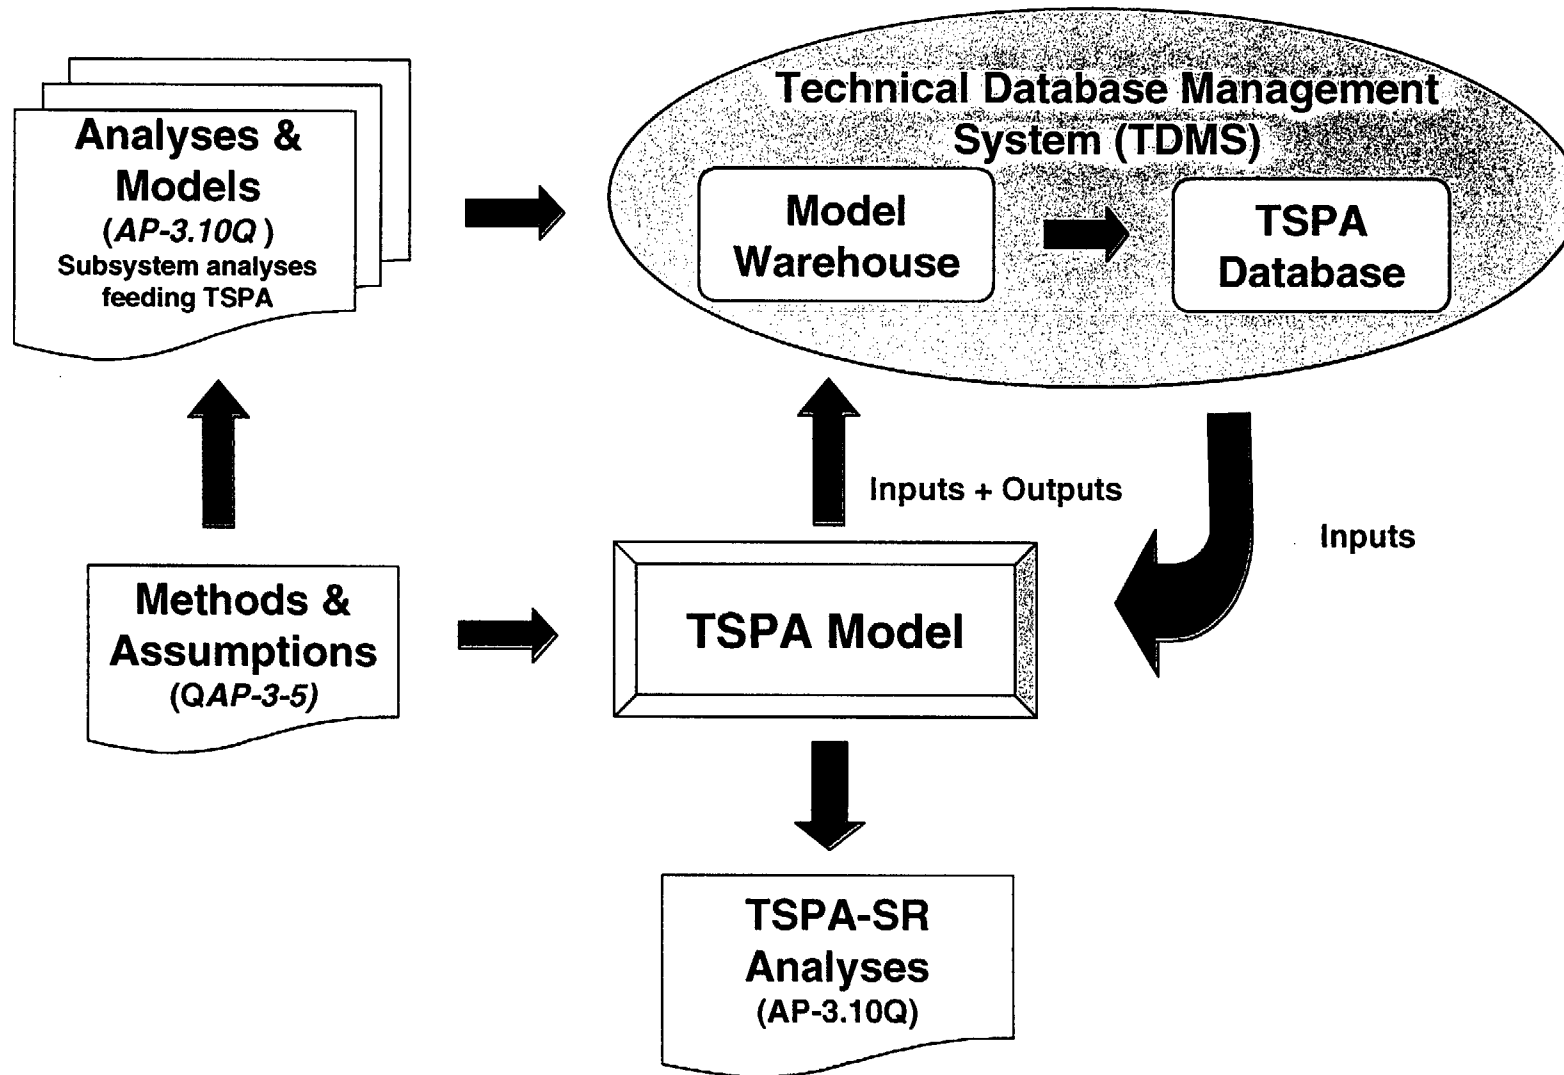 Analyses &
Models
(AP-3.10Q )
Subsystem analyses
feeding TSPA
Technical Database Management
System (TDMS)
Model
Warehouse
TSPA
Database
Inputs + Outputs
Inputs
Methods &
Assumptions
(QAP-3-5)
TSPA Model
TSPA-SR
Analyses
(AP-3.10Q)